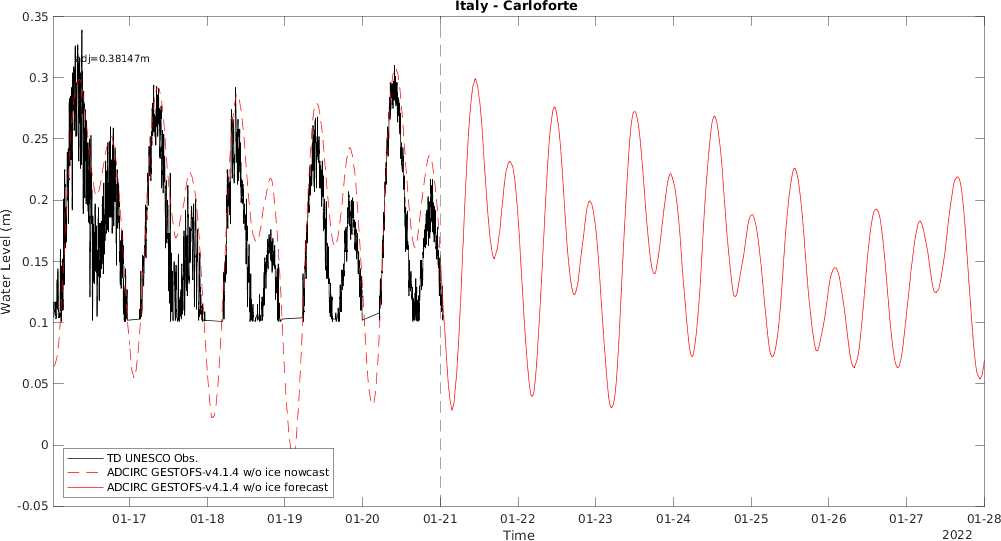 Italy - Carloforte
0.35
0.3
0.25
0.2
0.15
0.1
0.05
0
-0.05
Water Level (m)
adj=0.38147m
TD UNESCO Obs.
ADCIRC GESTOFS-v4.1.4 w/o ice nowcast
ADCIRC GESTOFS-v4.1.4 w/o ice forecast
01-17 01-18 01-19 01-20 01-21 01-22 01-23 01-24 01-25 01-26 01-27 01-28
Time
2022